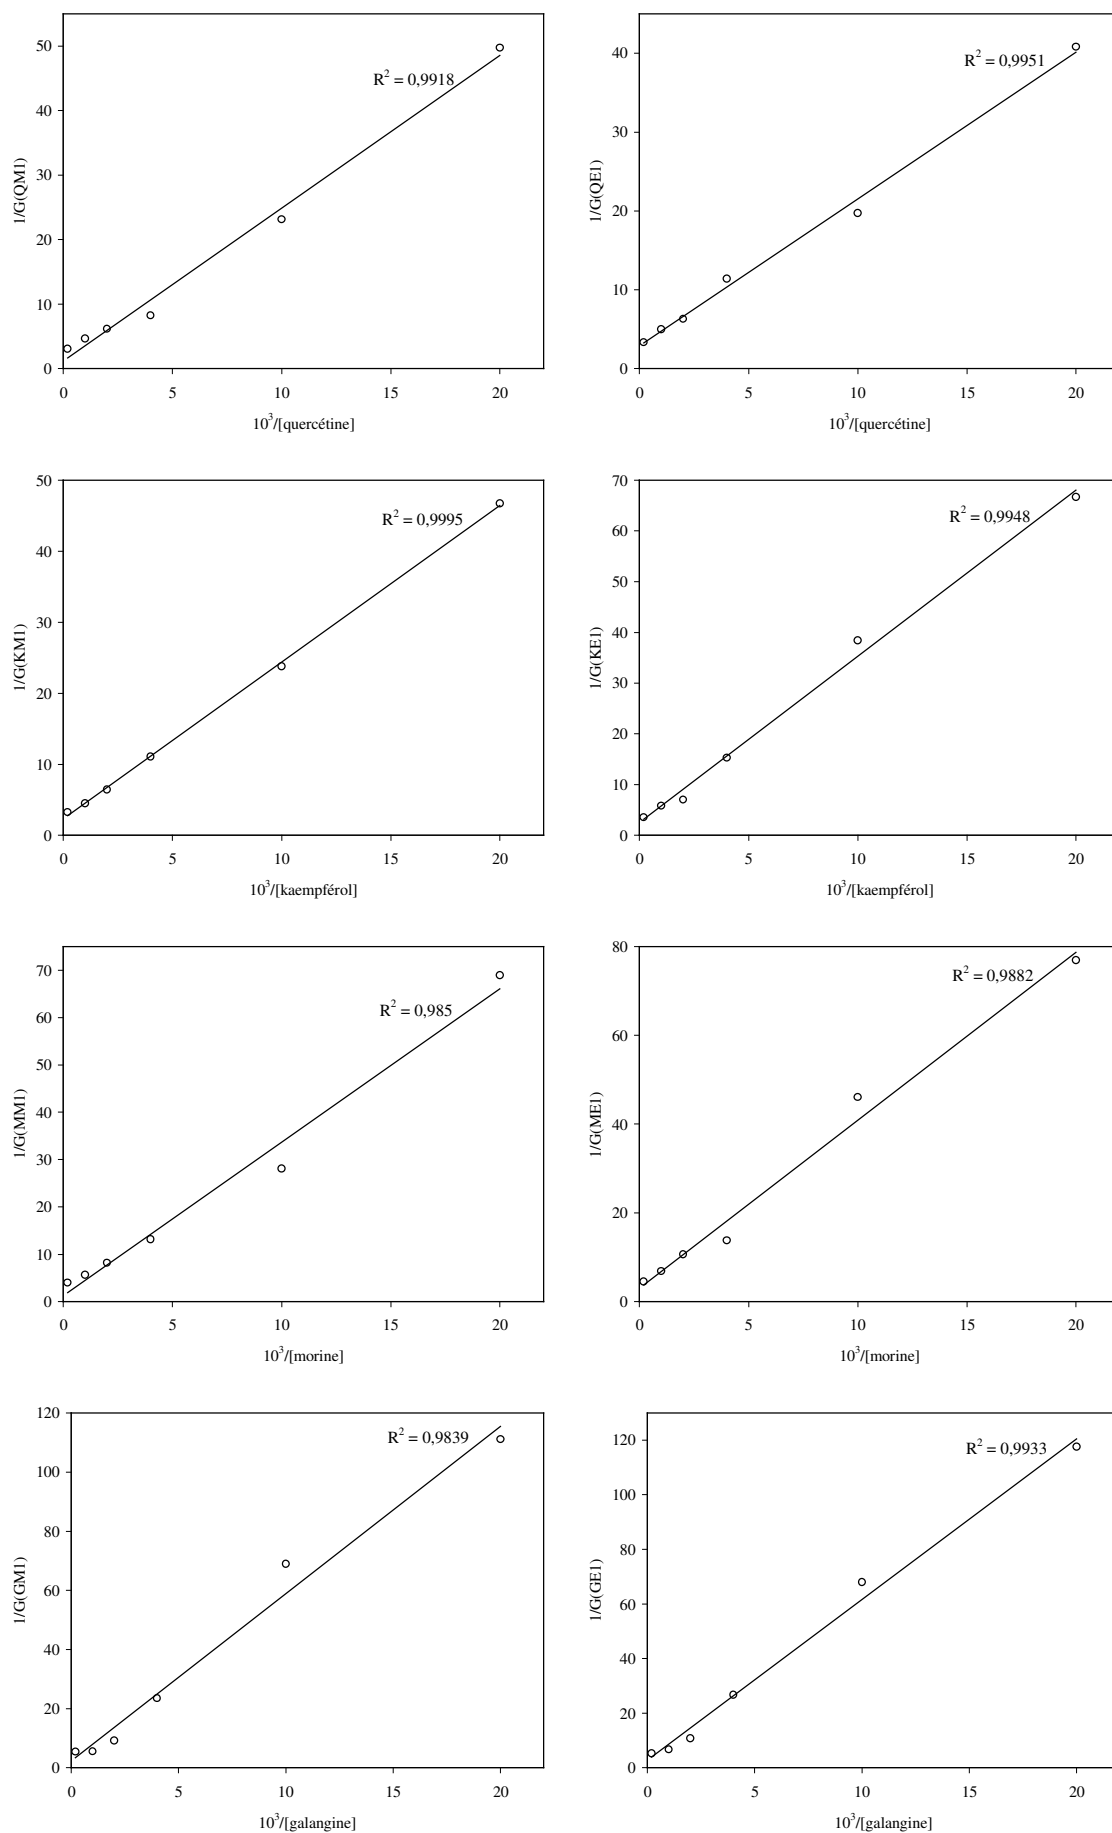 50
40
30
20
10
0
1/G(QM1)
R² = 0,9918
0 5 10 15 20
10³/[quercétine]
40
30
20
10
0
1/G(QE1)
R² = 0,9951
0 5 10 15 20
10³/[quercétine]
50
40
30
20
10
0
1/G(KM1)
R² = 0,9995
0 5 10 15 20
10³/[kaempférol]
70
60
50
40
30
20
10
0
1/G(KE1)
R² = 0,9948
0 5 10 15 20
10³/[kaempférol]
70
60
50
40
30
20
10
0
1/G(MM1)
R² = 0,985
0 5 10 15 20
10³/[morine]
80
60
40
20
0
1/G(ME1)
R² = 0,9882
0 5 10 15 20
10³/[morine]
120
100
80
60
40
20
0
1/G(GM1)
R² = 0,9839
0 5 10 15 20
10³/[galangine]
120
100
80
60
40
20
0
1/G(GE1)
R² = 0,9933
0 5 10 15 20
10³/[galangine]